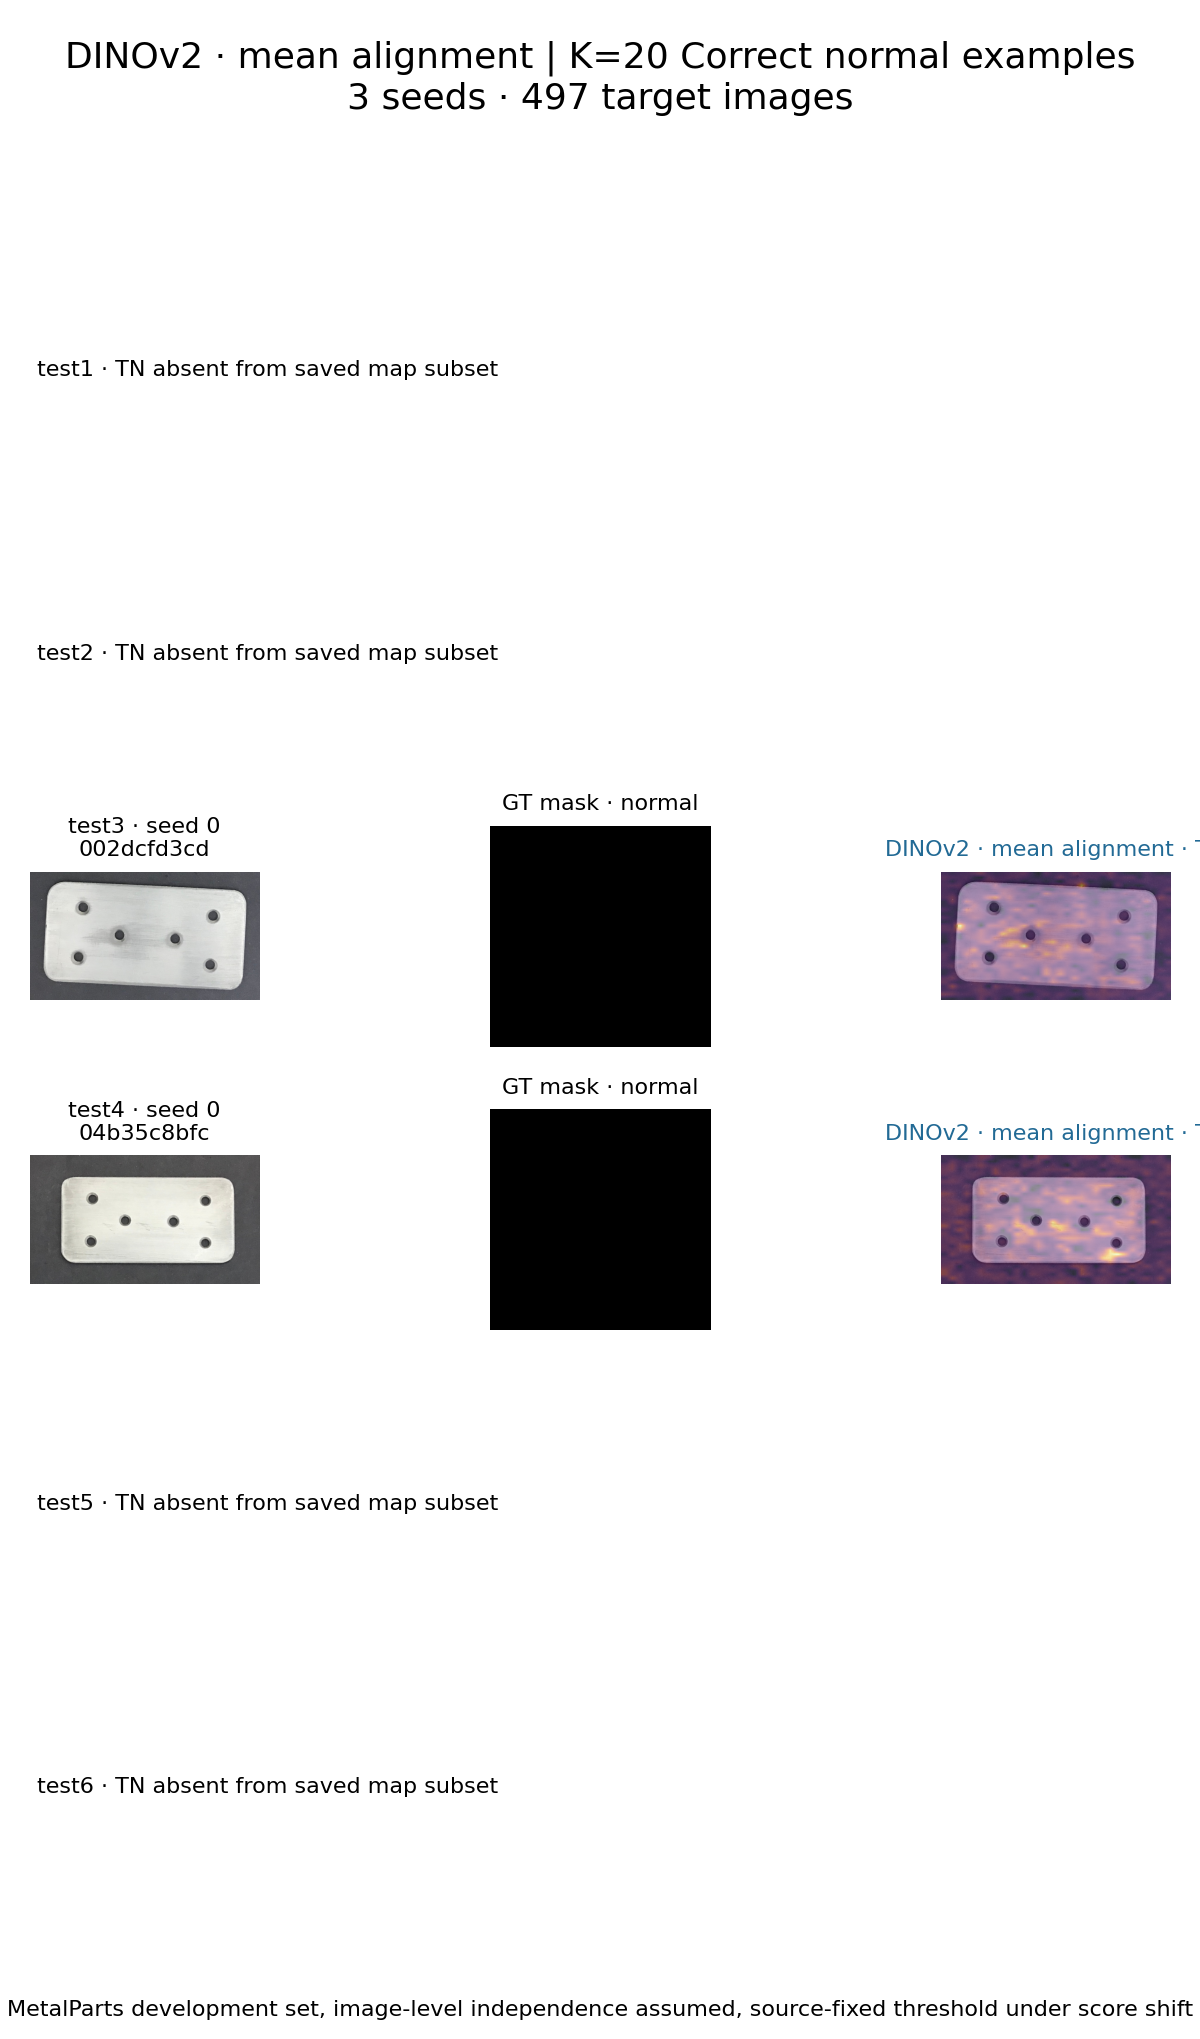 DINOv2 · mean alignment | K=20 Correct normal examples
3 seeds · 497 target images
test1 · TN absent from saved map subset
test2 · TN absent from saved map subset
test3 · seed 0
002dcfd3cd
GT mask · normal
DINOv2 · mean alignment ·
test4 · seed 0
04b35c8bfc
GT mask · normal
DINOv2 · mean alignment ·
test5 · TN absent from saved map subset
test6 · TN absent from saved map subset
MetalParts development set, image-level independence assumed, source-fixed threshold under score shift